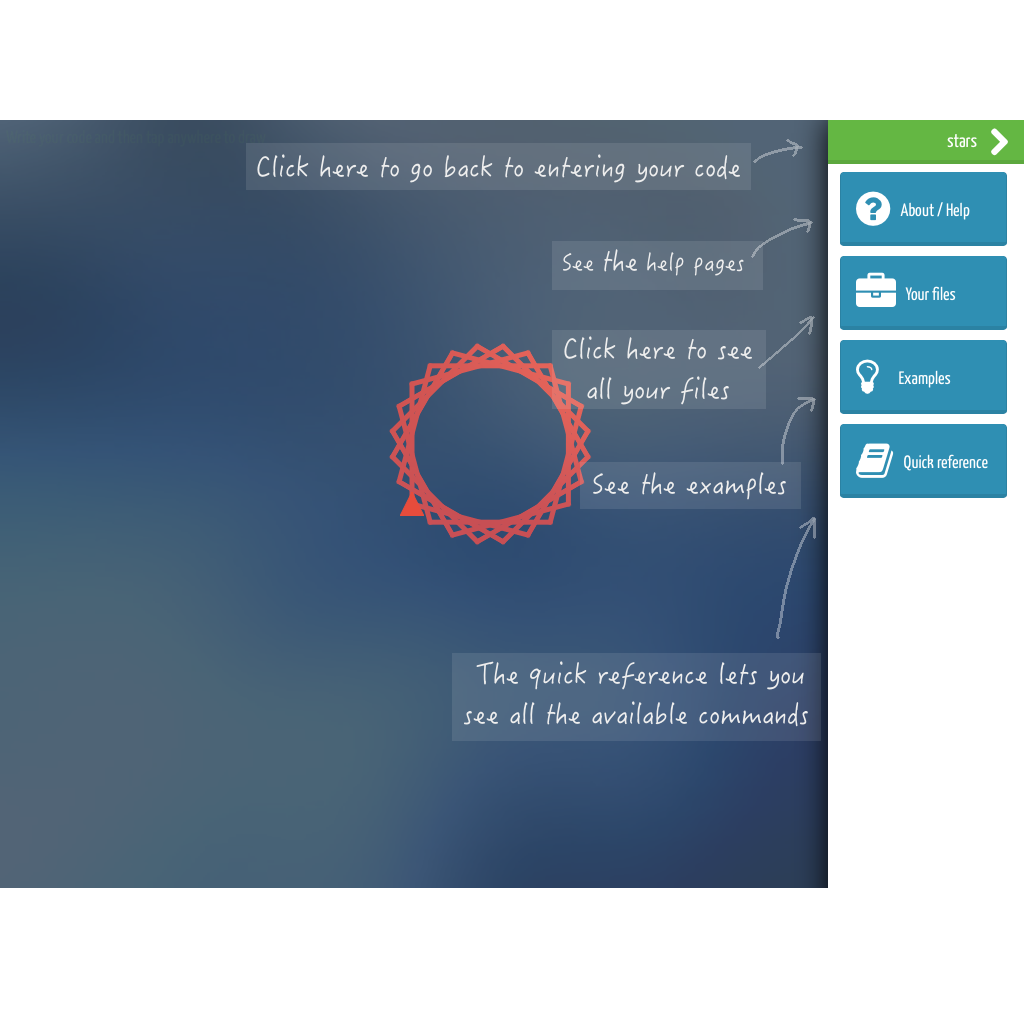 Click here to go back to entering your code
stars
About / Help
See the help pages
Your files
Click here to see
all your files
Examples
See the examples
Quick reference
The quick reference lets you
see all the available commands